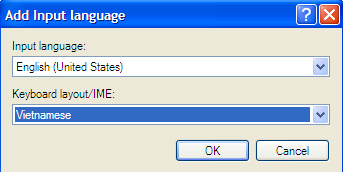 Add Input language
Input language:
English (United States)
Keyboard layout/IME:
Vietnamese
OK Cancel